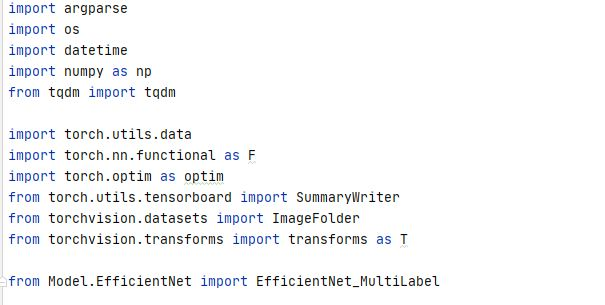 import argparse
import os
import datetime
import numpy as np
from tqdm import tqdm
import torch.utils.data
import torch.nn.functional as F
import torch.optim as optim
from torch.utils.tensorboard import SummaryWriter
from torchvision.datasets import ImageFolder
from torchvision.transforms import transforms as T
from Model.EfficientNet import EfficientNet_MultiLabel